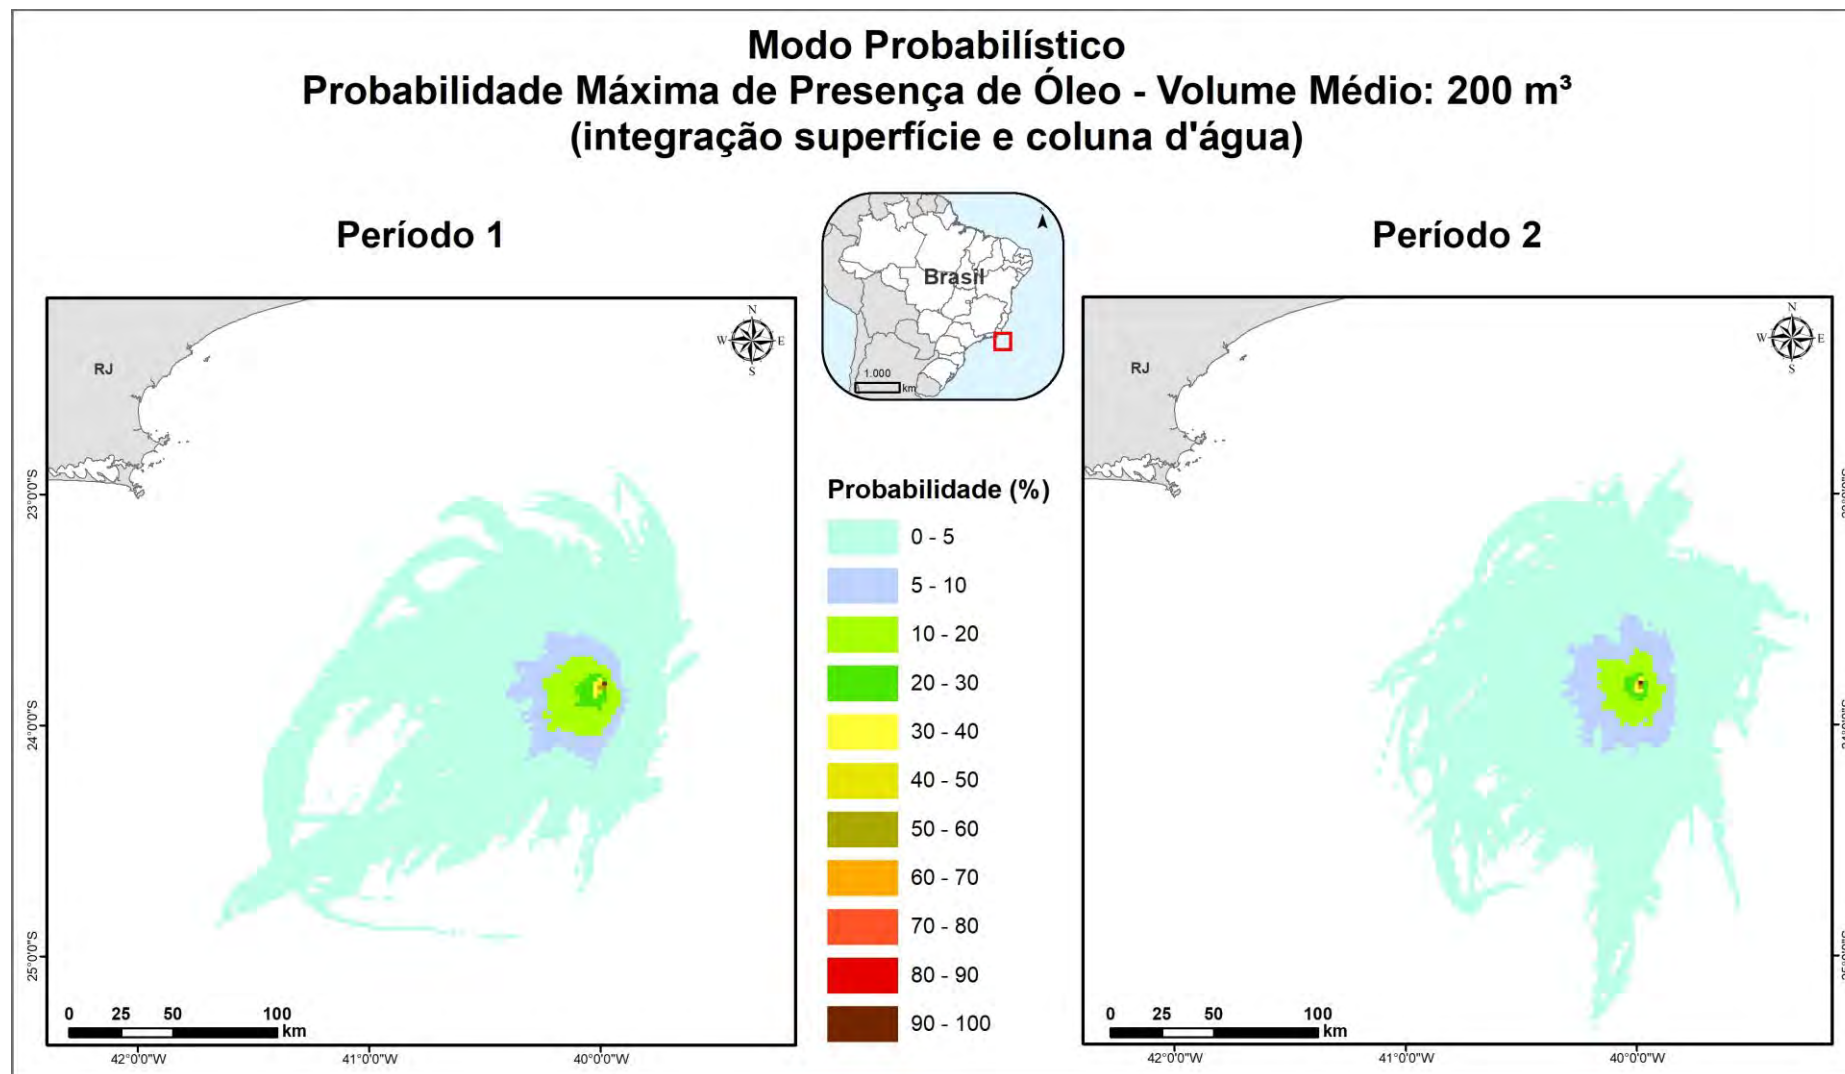 Modo Probabilístico
Probabilidade Máxima de Presença de Óleo - Volume Médio: 200 m³
(integração superfície e coluna d'água)
Período 1
Período 2
Brasil
1.000
km
RJ
N
W
E
S
23°0'0"S
24°0'0"S
25°0'0"S
0 25 50 100
km
42°0'0"W 41°0'0"W 40°0'0"W
Probabilidade (%)
0 - 5
5 - 10
10 - 20
20 - 30
30 - 40
40 - 50
50 - 60
60 - 70
70 - 80
80 - 90
90 - 100
RJ
N
W
E
S
0 25 50 100
km
42°0'0"W 41°0'0"W 40°0'0"W